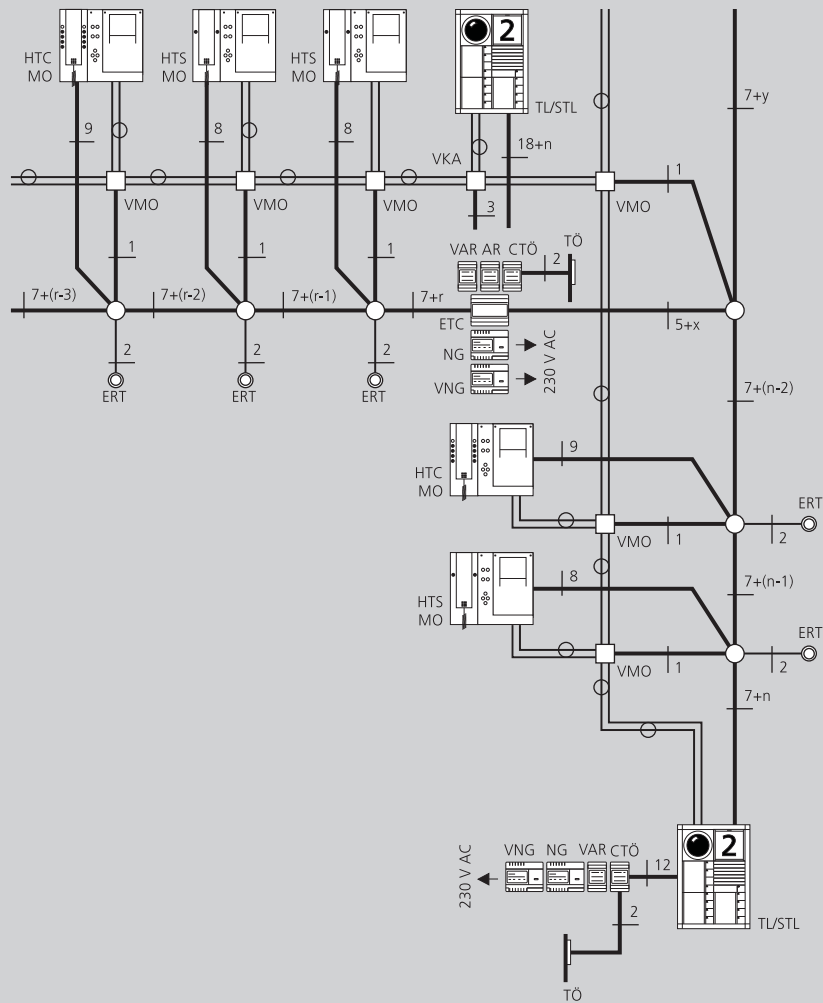 HTC
MO
HTS
MO
HTS
MO
2
TL/STL
7+y
9
8
8
18+n
VKA
VMO
VMO
VMO
3
VMO
1
1
1
1
VAR AR CTÖ
2
TÖ
7+(r-3)
7+(r-2)
7+(r-1)
7+r
ETC
5+x
2
2
2
NG
VNG
230 V AC
ERT
ERT
ERT
7+(n-2)
HTC
MO
9
ERT
VMO
1
2
HTS
MO
8
7+(n-1)
ERT
VMO
1
2
7+n
230 V AC
VNG NG VAR CTÖ
12
2
2
TL/STL
TÖ